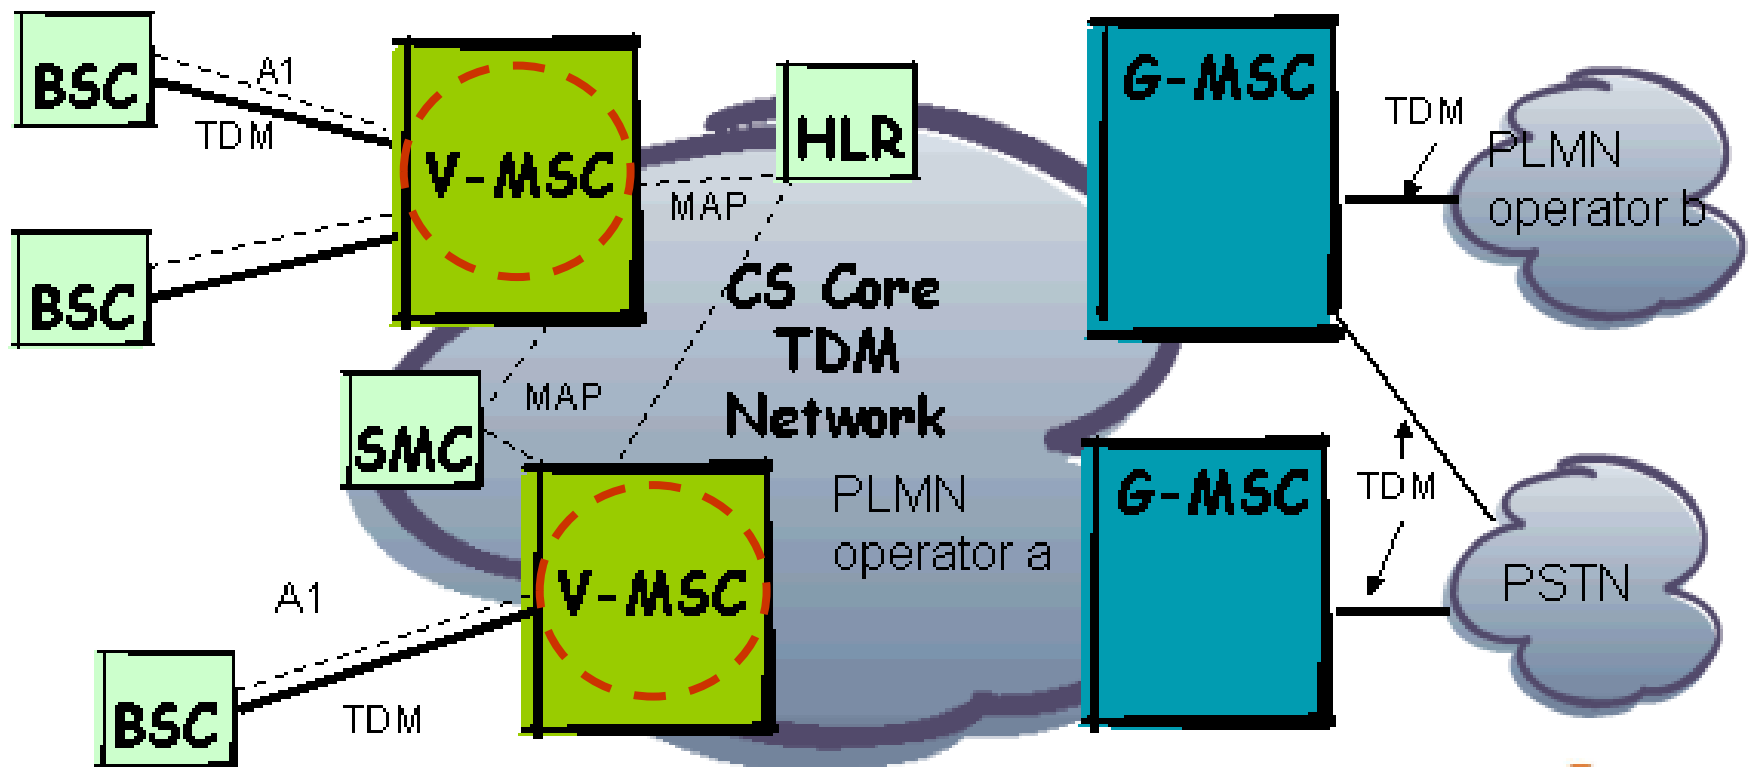 BSC
A1
TDM
V-MSC
BSC
HLR
MAP
G-MSC
TDM
PLMN
operator b
CS Core
TDM
Network
MAP
SMC
V-MSC
PLMN
operator a
G-MSC
TDM
PSTN
A1
BSC
TDM